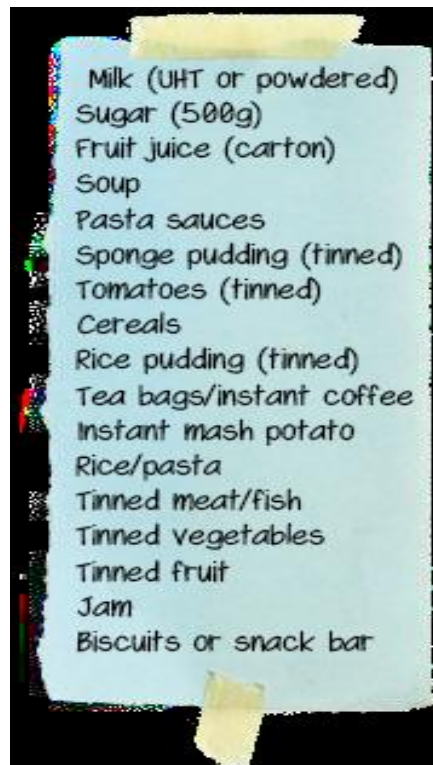 Milk (UHT or powdered)
Sugar (500g)
Fruit juice (carton)
Soup
Pasta sauces
Sponge pudding (tinned)
Tomatoes (tinned)
Cereals
Rice pudding (tinned)
Tea bags/instant coffee
Instant mash potato
Rice/pasta
Tinned meat/fish
Tinned vegetables
Tinned fruit
Jam
Biscuits or snack bar